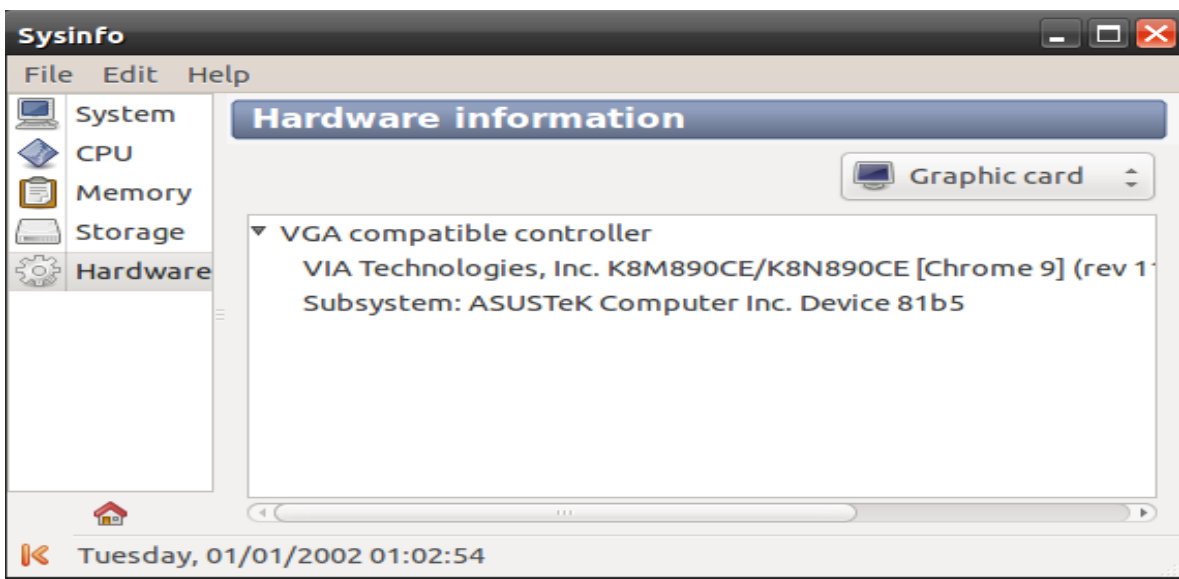 Sysinfo
File Edit Help
System
CPU
Memory
Storage
Hardware
Hardware information
Graphic card
VGA compatible controller
VIA Technologies, Inc. K8M890CE/K8N890CE [Chrome 9] (rev 1
Subsystem: ASUSTeK Computer Inc. Device 81b5
Tuesday, 01/01/2002 01:02:54